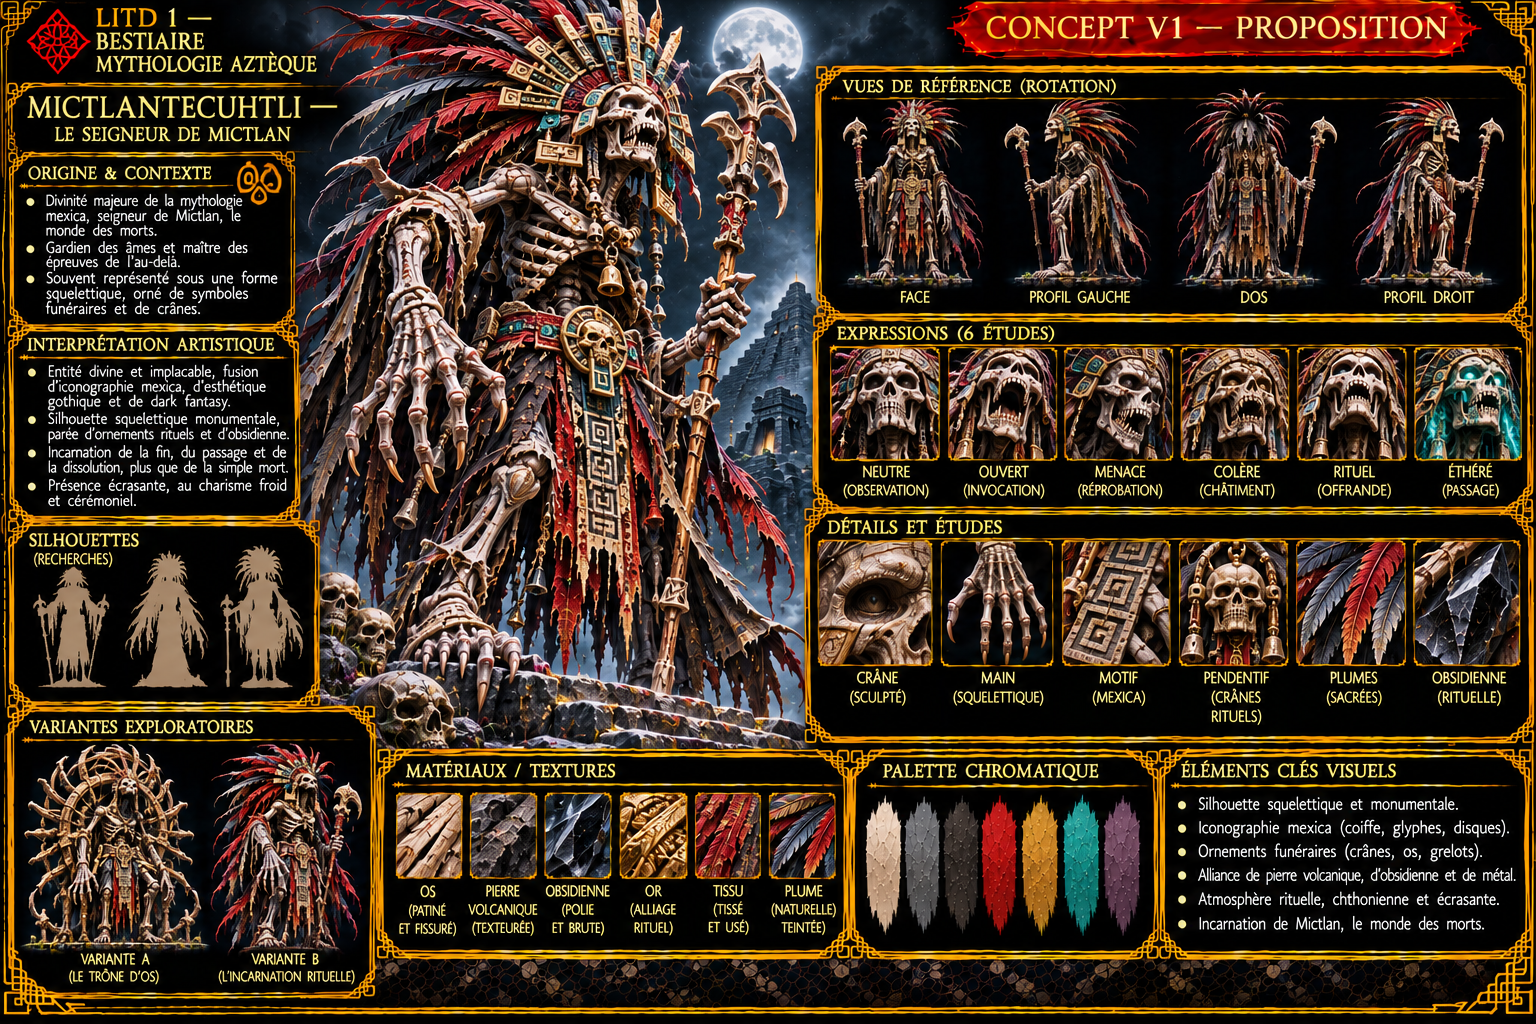 LITD 1 —
BESTIAIRE
MYTHOLOGIE AZTÈQUE
MICTLANTECUHTLI —
LE SEIGNEUR DE MICTLAN
ORIGINE & CONTEXTE
• Divinité majeure de la mythologie
mexica, seigneur de Mictlan, le
monde des morts.
• Gardien des âmes et maître des
épreuves de l'au-delà.
• Souvent représenté sous une forme
squelettique, orné de symboles
funéraires et de crânes.
INTERPRÉTATION ARTISTIQUE
• Entité divine et implacable, fusion
d'iconographie mexica, d'esthétique
gothique et de dark fantasy.
• Silhouette squelettique monumentale,
parée d'ornements rituels et d'obsidienne.
• Incarnation de la fin, du passage et de
la dissolution, plus que de la simple mort.
• Présence écrasante, au charisme froid
et cérémoniel.
SILHOUETTES
(RECHERCHES)
VARIANTES EXPLORATOIRES
VARIANTE A
(LE TRÔNE D'OS)
VARIANTE B
(L'INCARNATION RITUELLE)
CONCEPT V1 — PROPOSITION
VUES DE RÉFÉRENCE (ROTATION)
FACE
PROFIL GAUCHE
DOS
PROFIL DROIT
EXPRESSIONS (6 ÉTUDES)
NEUTRE
(OBSERVATION)
OUVERT
(INVOCATION)
MENACE
(RÉPROBATION)
COLÈRE
(CHÂTIMENT)
RITUEL
(OFFRANDE)
ÉTHÉRÉ
(PASSAGE)
DÉTAILS ET ÉTUDES
CRÂNE
(SCULPTÉ)
MAIN
(SQUELETTIQUE)
MOTIF
(MEXICA)
PENDENTIF
(CRÂNES
RITUELS)
PLUMES
(SACRÉES)
OBSIDIENNE
(RITUELLE)
MATÉRIAUX / TEXTURES
OS
(PATINÉ
ET FISSURÉ)
PIERRE
VOLCANIQUE
(TEXTURÉE)
OBSIDIENNE
(POLIE
ET BRUTE)
OR
(ALLIAGE
RITUEL)
TISSU
(TISSÉ
ET USÉ)
PLUME
(NATURELLE)
TEINTÉE)
PALETTE CHROMATIQUE
ÉLÉMENTS CLÉS VISUELS
• Silhouette squelettique et monumentale.
• Iconographie mexica (coiffe, glyphes, disques).
• Ornements funéraires (crânes, os, grelots).
• Alliance de pierre volcanique, d'obsidienne et de métal.
• Atmosphère rituelle, chthonienne et écrasante.
• Incarnation de Mictlan, le monde des morts.